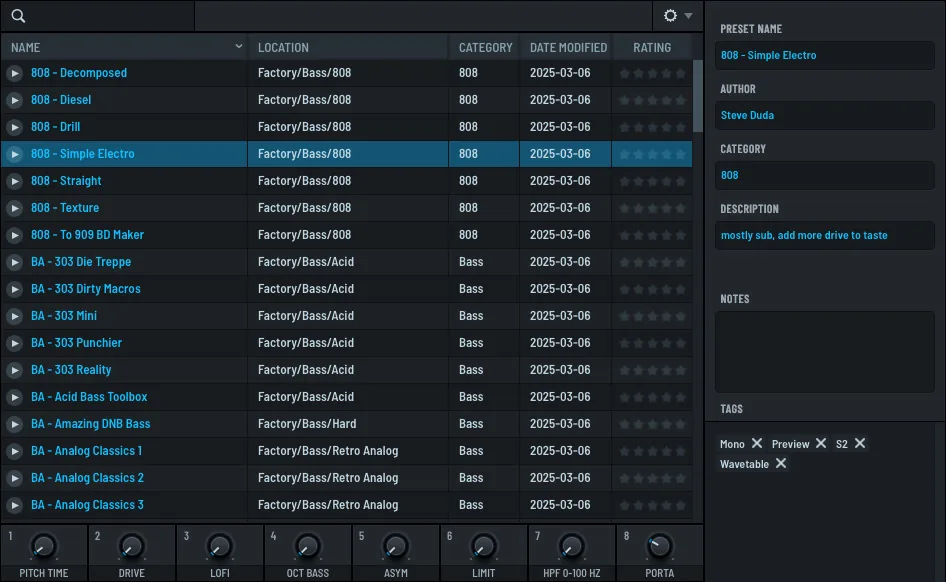 NAME LOCATION CATEGORY DATE MODIFIED RATING
808 - Decomposed Factory/Bass/808 808 2025-03-06
808 - Diesel Factory/Bass/808 808 2025-03-06
808 - Drill Factory/Bass/808 808 2025-03-06
808 - Simple Electro Factory/Bass/808 808 2025-03-06
808 - Straight Factory/Bass/808 808 2025-03-06
808 - Texture Factory/Bass/808 808 2025-03-06
808 - To 909 BD Maker Factory/Bass/808 808 2025-03-06
BA - 303 Die Treppe Factory/Bass/Acid Bass 2025-03-06
BA - 303 Dirty Macros Factory/Bass/Acid Bass 2025-03-06
BA - 303 Mini Factory/Bass/Acid Bass 2025-03-06
BA - 303 Punchier Factory/Bass/Acid Bass 2025-03-06
BA - 303 Reality Factory/Bass/Acid Bass 2025-03-06
BA - Acid Bass Toolbox Factory/Bass/Acid Bass 2025-03-06
BA - Amazing DNB Bass Factory/Bass/Hard Bass 2025-03-06
BA - Analog Classics 1 Factory/Bass/Retro Analog Bass 2025-03-06
BA - Analog Classics 2 Factory/Bass/Retro Analog Bass 2025-03-06
BA - Analog Classics 3 Factory/Bass/Retro Analog Bass 2025-03-06
1 2 3 4 5 6 7 8
PITCH TIME DRIVE LOFI OCT BASS ASYM LIMIT HPF 0-100 HZ PORTA
PRESET NAME
808 - Simple Electro
AUTHOR
Steve Duda
CATEGORY
808
DESCRIPTION
mostly sub, add more drive to taste
NOTES
TAGS
Mono Preview S2
Wavetable